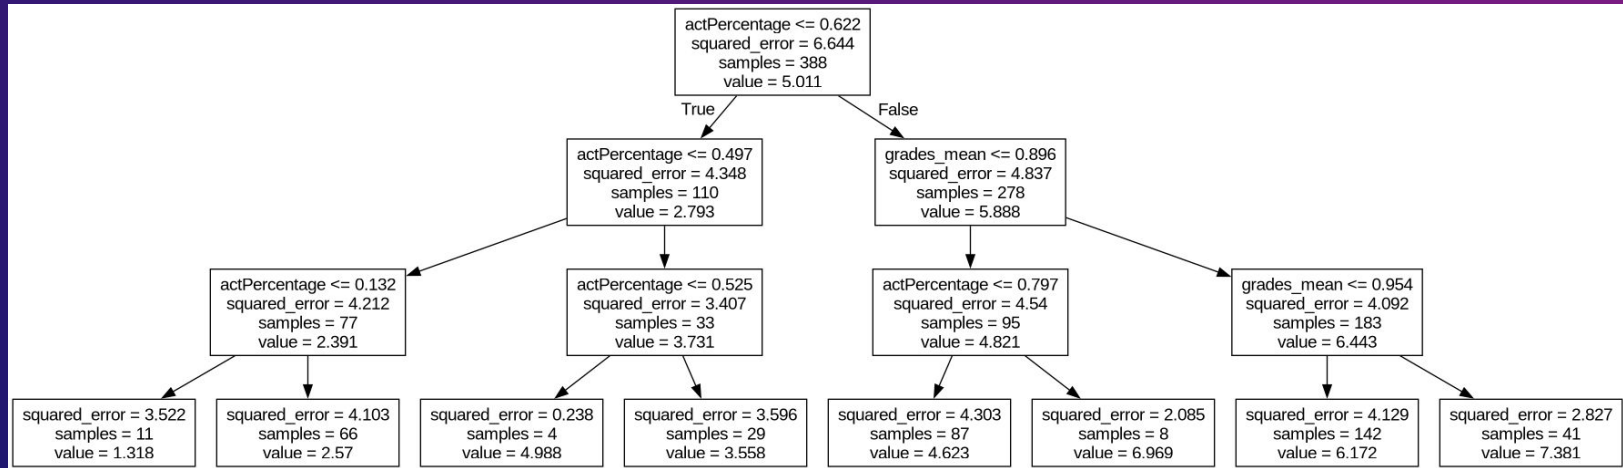 actPercentage <= 0.622
squared_error = 6.644
samples = 388
value = 5.011
True
False
actPercentage <= 0.497
squared_error = 4.348
samples = 110
value = 2.793
grades_mean <= 0.896
squared_error = 4.837
samples = 278
value = 5.888
actPercentage <= 0.132
squared_error = 4.212
samples = 77
value = 2.391
actPercentage <= 0.525
squared_error = 3.407
samples = 33
value = 3.731
actPercentage <= 0.797
squared_error = 4.54
samples = 95
value = 4.821
grades_mean <= 0.954
squared_error = 4.092
samples = 183
value = 6.443
squared_error = 3.522
samples = 11
value = 1.318
squared_error = 4.103
samples = 66
value = 2.57
squared_error = 0.238
samples = 4
value = 4.988
squared_error = 3.596
samples = 29
value = 3.558
squared_error = 4.303
samples = 87
value = 4.623
squared_error = 2.085
samples = 8
value = 6.969
squared_error = 4.129
samples = 142
value = 6.172
squared_error = 2.827
samples = 41
value = 7.381